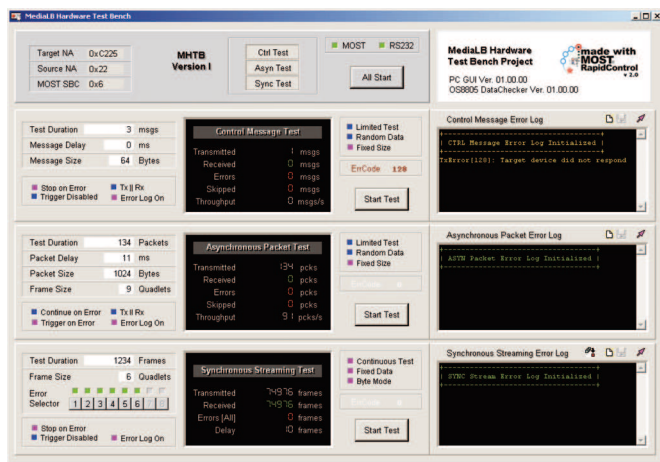 MediaLB Hardware Test Bench
Target NA 0xC225
Source NA 0x22
MOST SBC 0x6
MHTB
Version I
Ctrl Test
Asyn Test
Sync Test
MOST RS232
All Start
MediaLB Hardware
Test Bench Project
PC GUI Ver. 01.00.00
OS8805 DataChecker Ver. 01.00.00
made with
MOST
RapidControl
v 2.0
Test Duration 3 msgs
Message Delay 0 ms
Message Size 64 Bytes
Stop on Error Tx || Rx
Trigger Disabled Error Log On
Control Message Test
Transmitted 1 msgs
Received 0 msgs
Errors 0 msgs
Skipped 0 msgs
Throughput 0 msgs/s
Limited Test
Random Data
Fixed Size
ErrCode 128
Start Test
Control Message Error Log
| CTRL Message Error Log Initialized |
TxError[128]: Target device did not respond
Test Duration 134 Packets
Packet Delay 11 ms
Packet Size 1024 Bytes
Frame Size 9 Quadlets
Continue on Error Tx || Rx
Trigger on Error Error Log On
Asynchronous Packet Test
Transmitted 134 pcks
Received 0 pcks
Errors 0 pcks
Skipped 0 pcks
Throughput 91 pcks/s
Limited Test
Random Data
Fixed Size
ErrCode 0
Start Test
Asynchronous Packet Error Log
| ASYN Packet Error Log Initialized |
Test Duration 1234 Frames
Frame Size 6 Quadlets
Error
Selector 1 2 3 4 5 6 7 8
Stop on Error
Trigger Disabled Error Log On
Synchronous Streaming Test
Transmitted 74976 frames
Received 74976 frames
Errors [All] 0 frames
Delay 10 frames
Continuous Test
Fixed Data
Byte Mode
ErrCode 0
Start Test
Synchronous Streaming Error Log
| SYNC Stream Error Log Initialized |